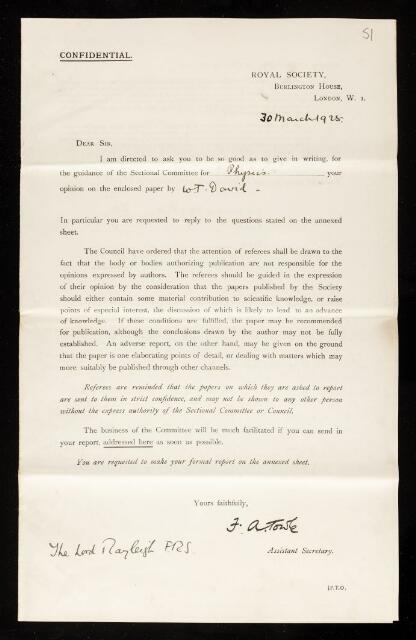 51
CONFIDENTIAL.
ROYAL SOCIETY,
BURLINGTON HOUSE,
LONDON, W. 1.
30 March 1925.
DEAR SIR,
I am directed to ask you to be so good as to give in writing, for
the guidance of the Sectional Committee for Physics your
opinion on the enclosed paper by W. T. David -
In particular you are requested to reply to the questions stated on the annexed
sheet.
The Council have ordered that the attention of referees shall be drawn to the
fact that the body or bodies authorizing publication are not responsible for the
opinions expressed by authors. The referees should be guided in the expression
of their opinion by the consideration that the papers published by the Society
should either contain some material contribution to scientific knowledge, or raise
points of especial interest, the discussion of which is likely to lead to an advance
of knowledge. If these conditions are fulfilled, the paper may be recommended
for publication, although the conclusions drawn by the author may not be fully
established. An adverse report, on the other hand, may be given on the ground
that the paper is one elaborating points of detail, or dealing with matters which may
more suitably be published through other channels.
Referees are reminded that the papers on which they are asked to report
are sent to them in strict confidence, and may not be shown to any other person
without the express authority of the Sectional Committee or Council.
The business of the Committee will be much facilitated if you can send in
your report, addressed here as soon as possible.
You are requested to make your formal report on the annexed sheet.
Yours faithfully,
F. A. Towle
Assistant Secretary.
The Lord Rayleigh FRS.
[P.T.O.